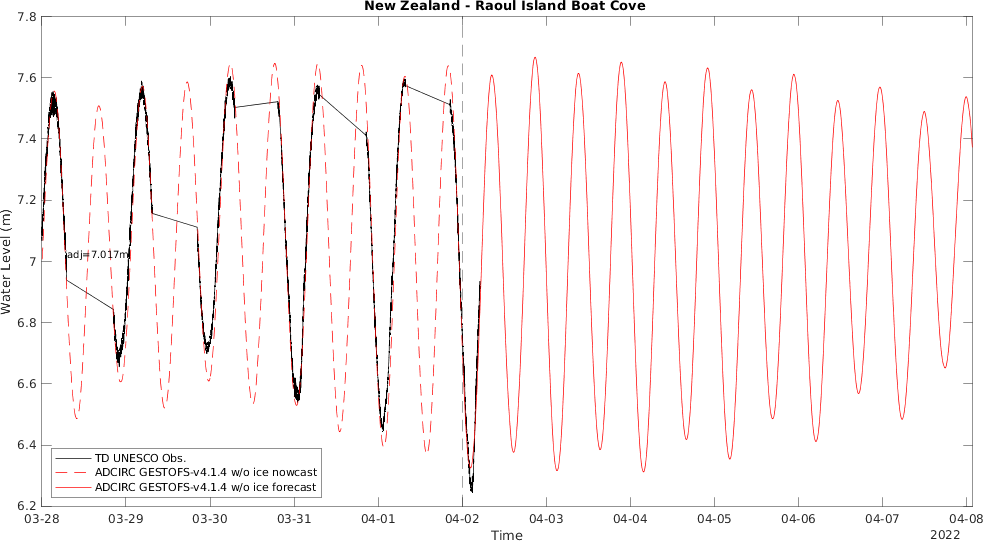 New Zealand - Raoul Island Boat Cove
7.8
7.6
7.4
7.2
7
6.8
6.6
6.4
6.2
Water Level (m)
adj=7.017m
TD UNESCO Obs.
ADCIRC GESTOFS-v4.1.4 w/o ice nowcast
ADCIRC GESTOFS-v4.1.4 w/o ice forecast
03-28 03-29 03-30 03-31 04-01 04-02 04-03 04-04 04-05 04-06 04-07 04-08
Time
2022